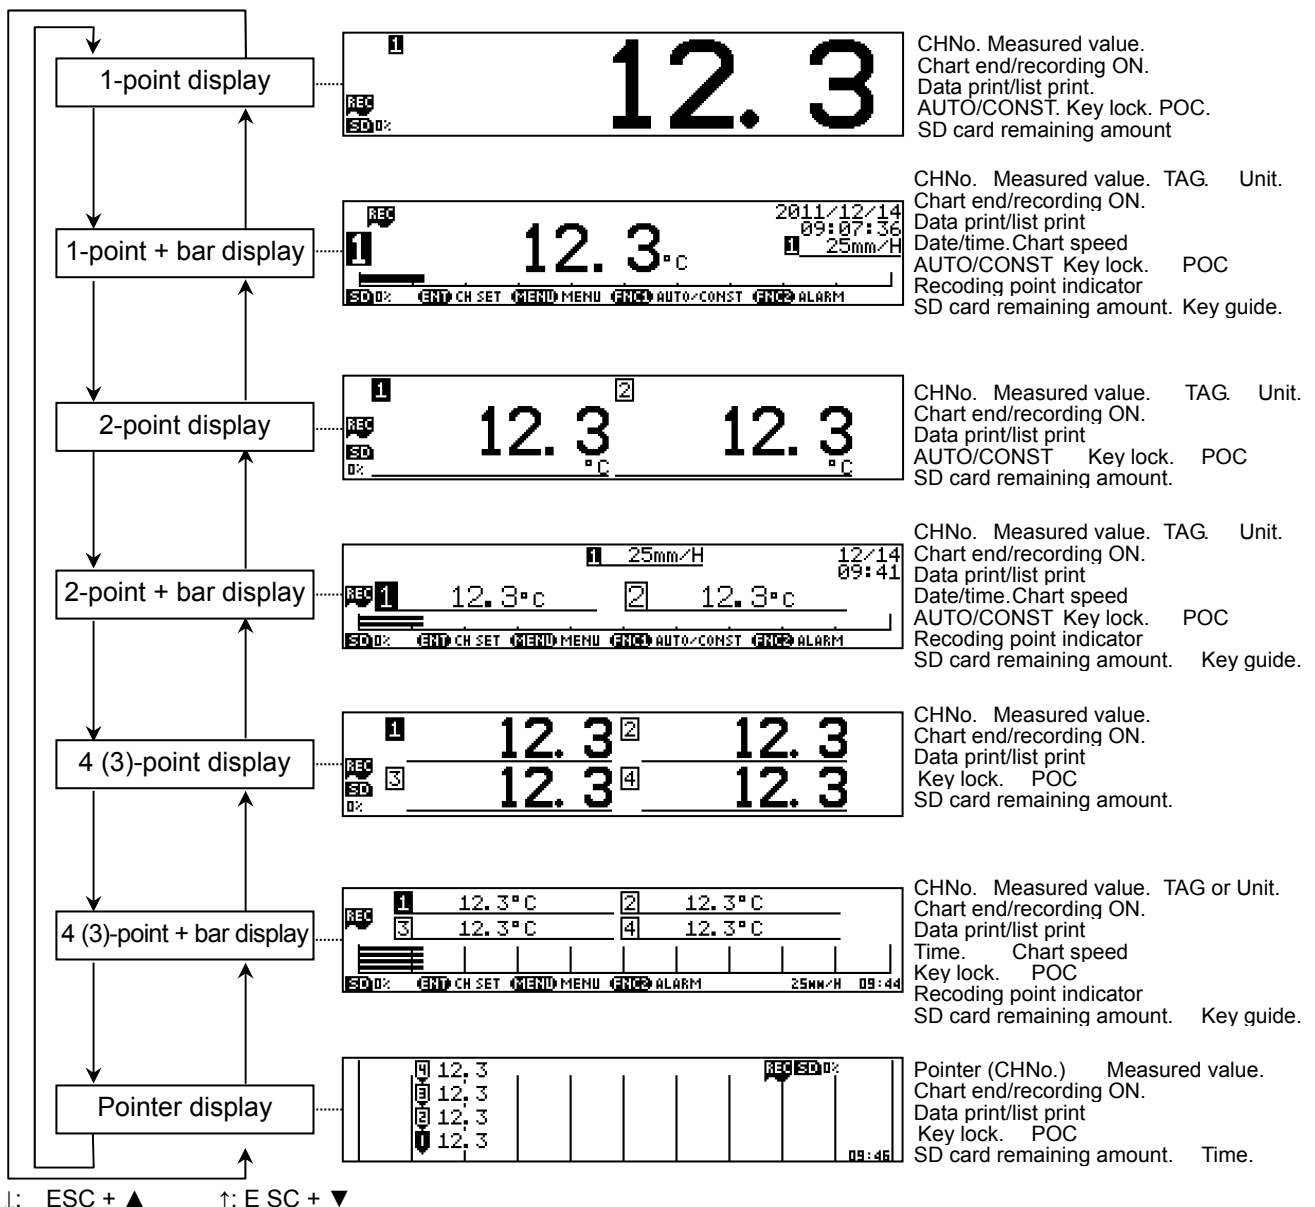 1-point display
1
12. 3
REC
SD 0%
CHNo. Measured value.
Chart end/recording ON.
Data print/list print.
AUTO/CONST. Key lock. POC.
SD card remaining amount
1-point + bar display
REC
1
12. 3 °C
2011/12/14
09:07:36
1 25mm/H
SD 0% ENT CH SET MENU MENU FNC1 AUTO/CONST FNC2 ALARM
CHNo. Measured value. TAG. Unit.
Chart end/recording ON.
Data print/list print
Date/time.Chart speed
AUTO/CONST Key lock. POC
Recoding point indicator
SD card remaining amount. Key guide.
2-point display
1 2
REC
12. 3 12. 3
SD
0% °C °C
CHNo. Measured value. TAG. Unit.
Chart end/recording ON.
Data print/list print
AUTO/CONST Key lock. POC
SD card remaining amount.
2-point + bar display
1 25mm/H 12/14
09:41
REC 1 12.3°C 2 12.3°C
SD 0% ENT CH SET MENU MENU FNC1 AUTO/CONST FNC2 ALARM
CHNo. Measured value. TAG. Unit.
Chart end/recording ON.
Data print/list print
Date/time.Chart speed
AUTO/CONST Key lock. POC
Recoding point indicator
SD card remaining amount. Key guide.
4 (3)-point display
1 12. 3 2 12. 3
REC
3 12. 3 4 12. 3
SD
0%
CHNo. Measured value.
Chart end/recording ON.
Data print/list print
Key lock. POC
SD card remaining amount.
4 (3)-point + bar display
1 12. 3°C 2 12. 3°C
REC
3 12. 3°C 4 12. 3°C
SD 0% ENT CH SET MENU MENU FNC2 ALARM 25MM/H 09:44
CHNo. Measured value. TAG or Unit.
Chart end/recording ON.
Data print/list print
Time. Chart speed
Key lock. POC
Recoding point indicator
SD card remaining amount. Key guide.
Pointer display
4 12. 3 REC SD 0%
3 12. 3
2 12. 3
1 12. 3
09:46
Pointer (CHNo.) Measured value.
Chart end/recording ON.
Data print/list print
Key lock. POC
SD card remaining amount. Time.
↓: ESC + ▲ ↑: E SC + ▼